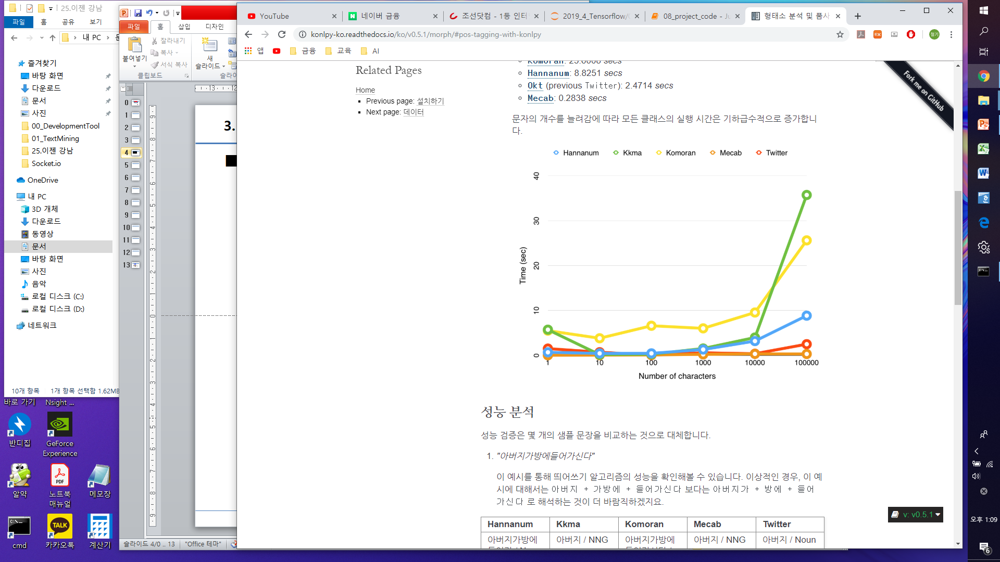 25.이젠 강남
파일 홈 공유 보기
내 PC
즐겨찾기
바탕 화면
다운로드
문서
사진
00_DevelopmentTool
01_TextMining
25.이젠 강남
Socket.io
OneDrive
내 PC
3D 개체
다운로드
동영상
문서
바탕 화면
사진
음악
로컬 디스크 (C:)
로컬 디스크 (D:)
네트워크
10개 항목 1개 항목 선택함 1.62MB
바로 가기
Nsight ...
반디집
GeForce Experience
알약
노트북 매뉴얼
메모장
cmd
카카오톡
계산기
파일 홈 삽입 디자인
붙여넣기
잘라내기
복사
서식 복사
클립보드
새 슬라이드
0
1
2
3
4
5
6
7
8
9
10
11
12
13
3.
슬라이드 4/0 .. 13 "Office 테마"
YouTube
네이버 금융
조선닷컴 - 1등 인터
2019_4_Tensorflow/
08_project_code - Ju
형태소 분석 및 품사
konlpy-ko.readthedocs.io/ko/v0.5.1/morph/#pos-tagging-with-konlpy
철기
앱
금융
교육
AI
Related Pages
Home
Previous page: 설치하기
Next page: 데이터
Fork me on GitHub
Komoran: 25.6008 secs
Hannanum: 8.8251 secs
Okt (previous Twitter): 2.4714 secs
Mecab: 0.2838 secs
문자의 개수를 늘려감에 따라 모든 클래스의 실행 시간은 기하급수적으로 증가합니
다.
Hannanum Kkma Komoran Mecab Twitter
40
30
20
10
0
Time (sec)
1 10 100 1000 10000 100000
Number of characters
성능 분석
성능 검증은 몇 개의 샘플 문장을 비교하는 것으로 대체합니다.
1. "아버지가방에들어가신다"
이 예시를 통해 띄어쓰기 알고리즘의 성능을 확인해볼 수 있습니다. 이상적인 경우, 이 예
시에 대해서는 아버지 + 가방에 + 들어가신다 보다는 아버지가 + 방에 + 들어
가신다 로 해석하는 것이 더 바람직하겠지요.
Hannanum Kkma Komoran Mecab Twitter
아버지가방에 아버지 / NNG 아버지가방에 아버지 / NNG 아버지 / Noun
v: v0.5.1
오후 1:09
6